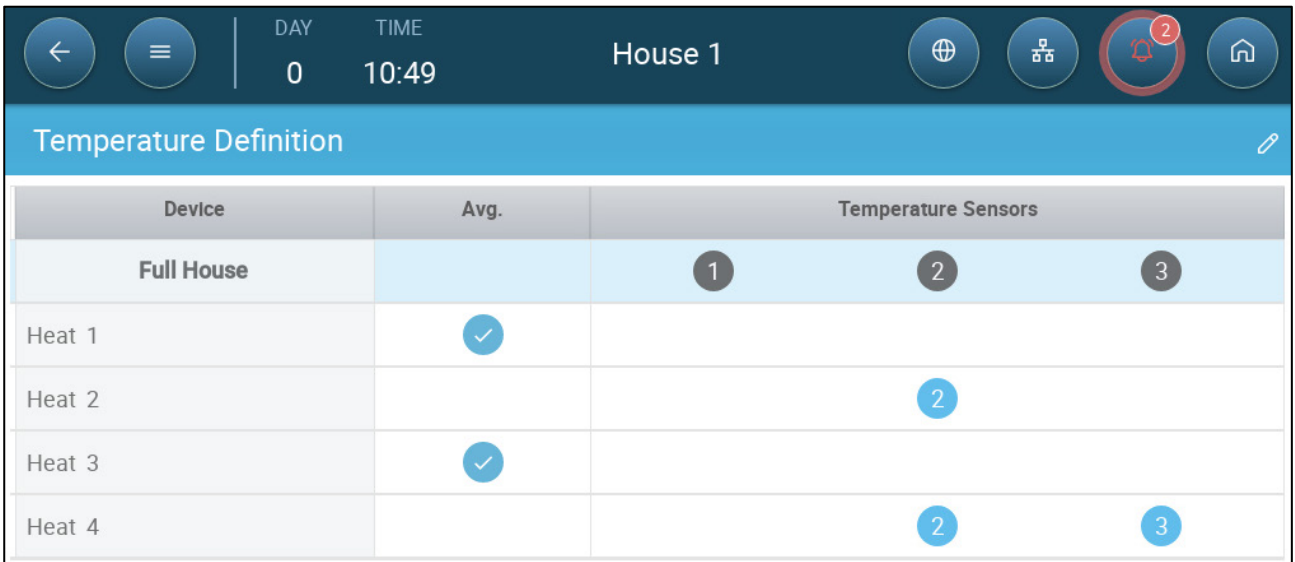 DAY TIME
0 10:49 House 1 2
Temperature Definition
Device Avg. Temperature Sensors
Full House 1 2 3
Heat 1
Heat 2 2
Heat 3
Heat 4 2 3